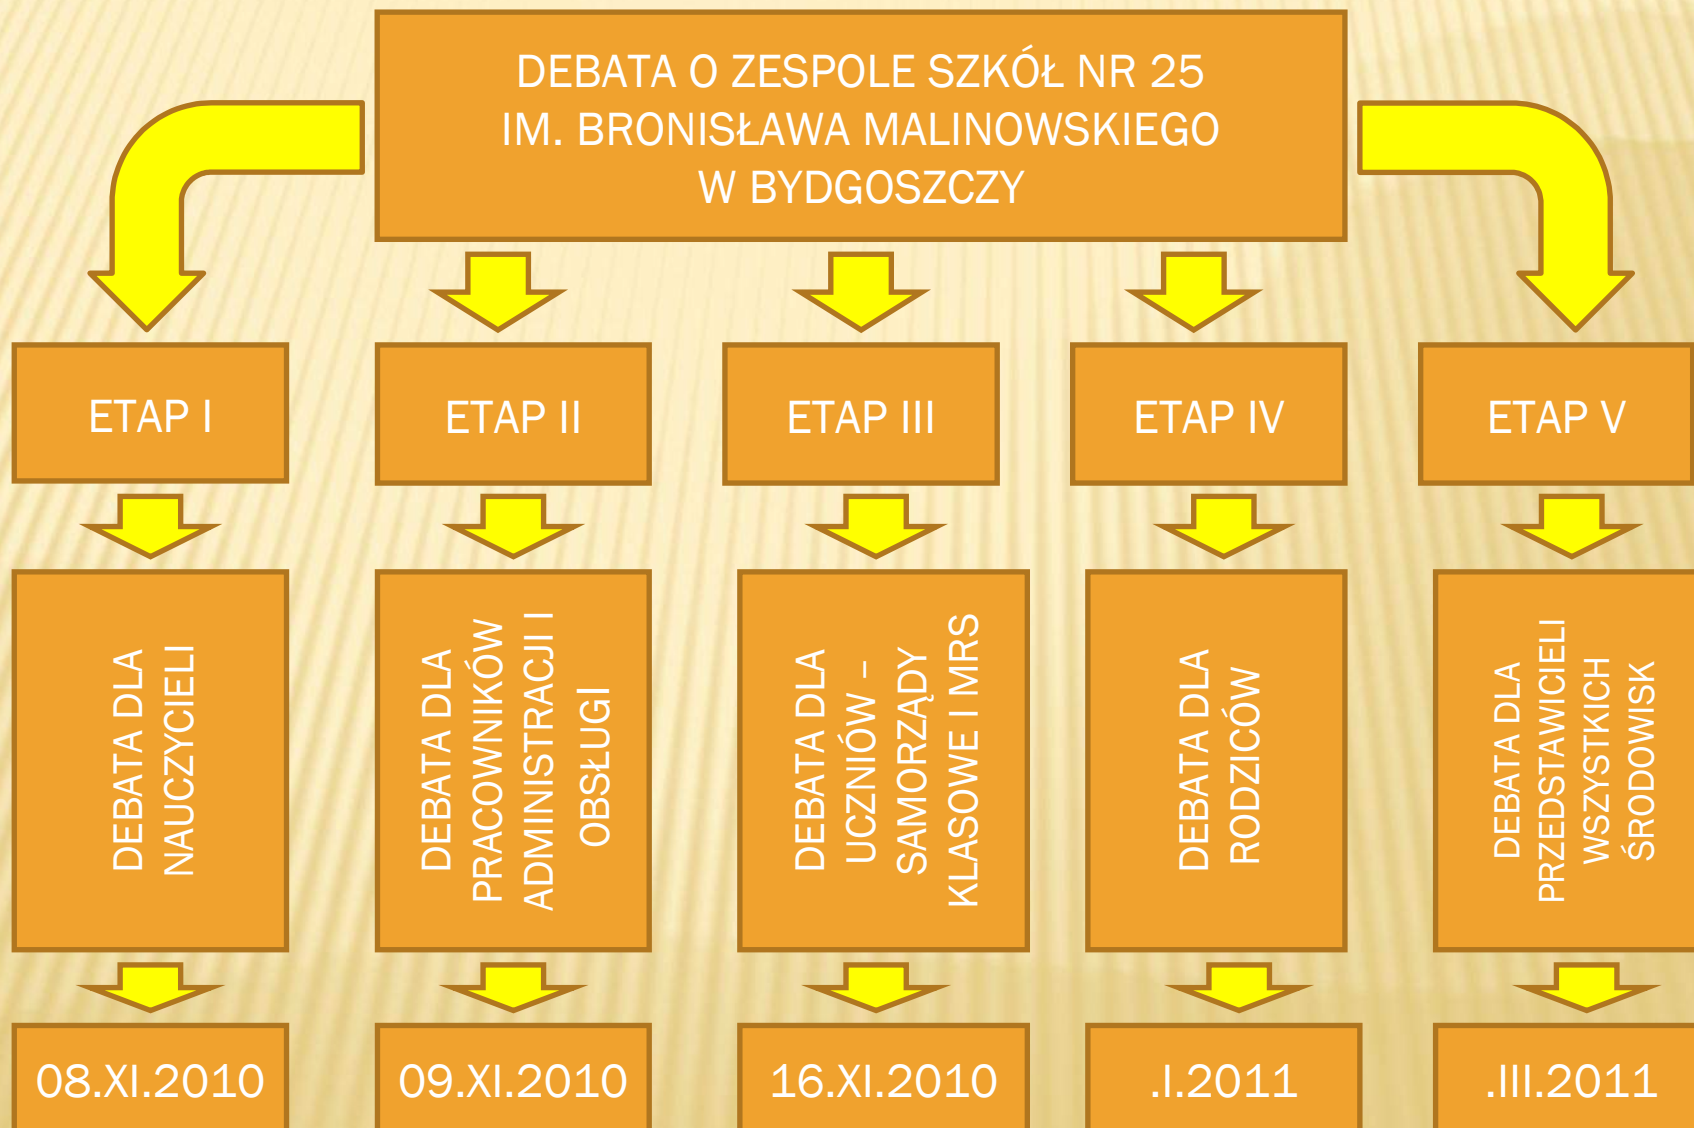 DEBATA O ZESPOLE SZKÓŁ NR 25
IM. BRONISŁAWA MALINOWSKIEGO
W BYDGOSZCZY
ETAP I
ETAP II
ETAP III
ETAP IV
ETAP V
DEBATA DLA
NAUCZYCIELI
DEBATA DLA
PRACOWNIKÓW
ADMINISTRACJI I
OBSŁUGI
DEBATA DLA
UCZNIÓW –
SAMORZĄDY
KLASOWE I MRS
DEBATA DLA
RODZICÓW
DEBATA DLA
PRZEDSTAWICIELI
WSZYSTKICH
ŚRODOWISK
08.XI.2010
09.XI.2010
16.XI.2010
.I.2011
.III.2011